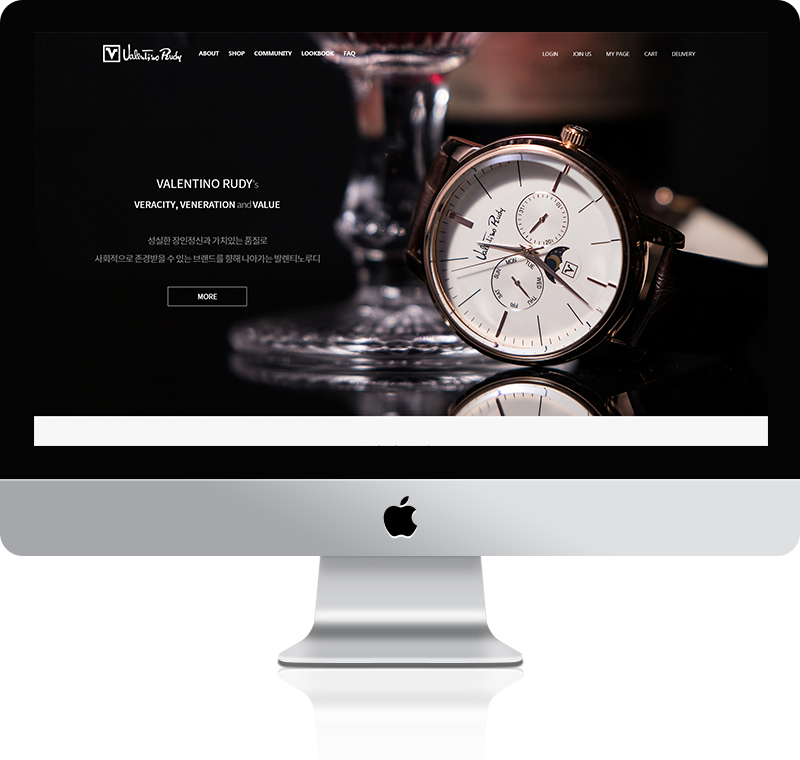 V Valentino Rudy ABOUT SHOP COMMUNITY LOOKBOOK FAQ LOGIN JOIN US MY PAGE CART DELIVERY
VALENTINO RUDY's
VERACITY, VENERATION and VALUE
성실한 장인정신과 가치있는 품질로
사회적으로 존경받을 수 있는 브랜드를 향해 나아가는 발렌티노루디
MORE
Valentino Rudy
V
SUN MON TUE WED THU FRI SAT